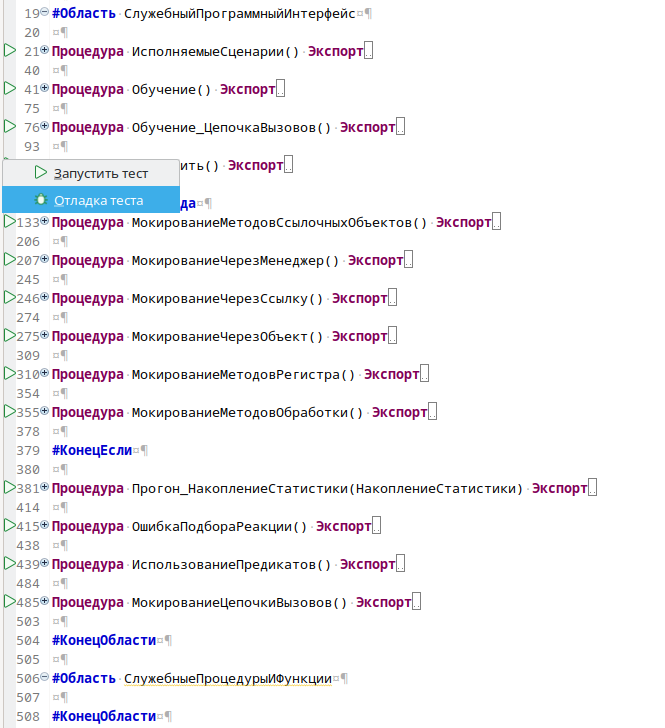 19 #Область СлужебныйПрограммныйИнтерфейс¤¶
20 ¤¶
21 Процедура ИсполняемыеСценарии() Экспорт
40 ¤¶
41 Процедура Обучение() Экспорт
75 ¤¶
76 Процедура Обучение_ЦепочкаВызовов() Экспорт
93 ¤¶
ить() Экспорт
Запустить тест
Отладка теста
да¤¶
133 Процедура МокированиеМетодовСсылочныхОбъектов() Экспорт
206 ¤¶
207 Процедура МокированиеЧерезМенеджер() Экспорт
245 ¤¶
246 Процедура МокированиеЧерезСсылку() Экспорт
274 ¤¶
275 Процедура МокированиеЧерезОбъект() Экспорт
309 ¤¶
310 Процедура МокированиеМетодовРегистра() Экспорт
354 ¤¶
355 Процедура МокированиеМетодовОбработки() Экспорт
378 ¤¶
379 #КонецЕсли¤¶
380 ¤¶
381 Процедура Прогон_НакоплениеСтатистики(НакоплениеСтатистики) Экспорт
414 ¤¶
415 Процедура ОшибкаПодбораРеакции() Экспорт
438 ¤¶
439 Процедура ИспользованиеПредикатов() Экспорт
484 ¤¶
485 Процедура МокированиеЦепочкиВызовов() Экспорт
503 ¤¶
504 #КонецОбласти¤¶
505 ¤¶
506 #Область СлужебныеПроцедурыИФункции¤¶
507 ¤¶
508 #КонецОбласти¤¶